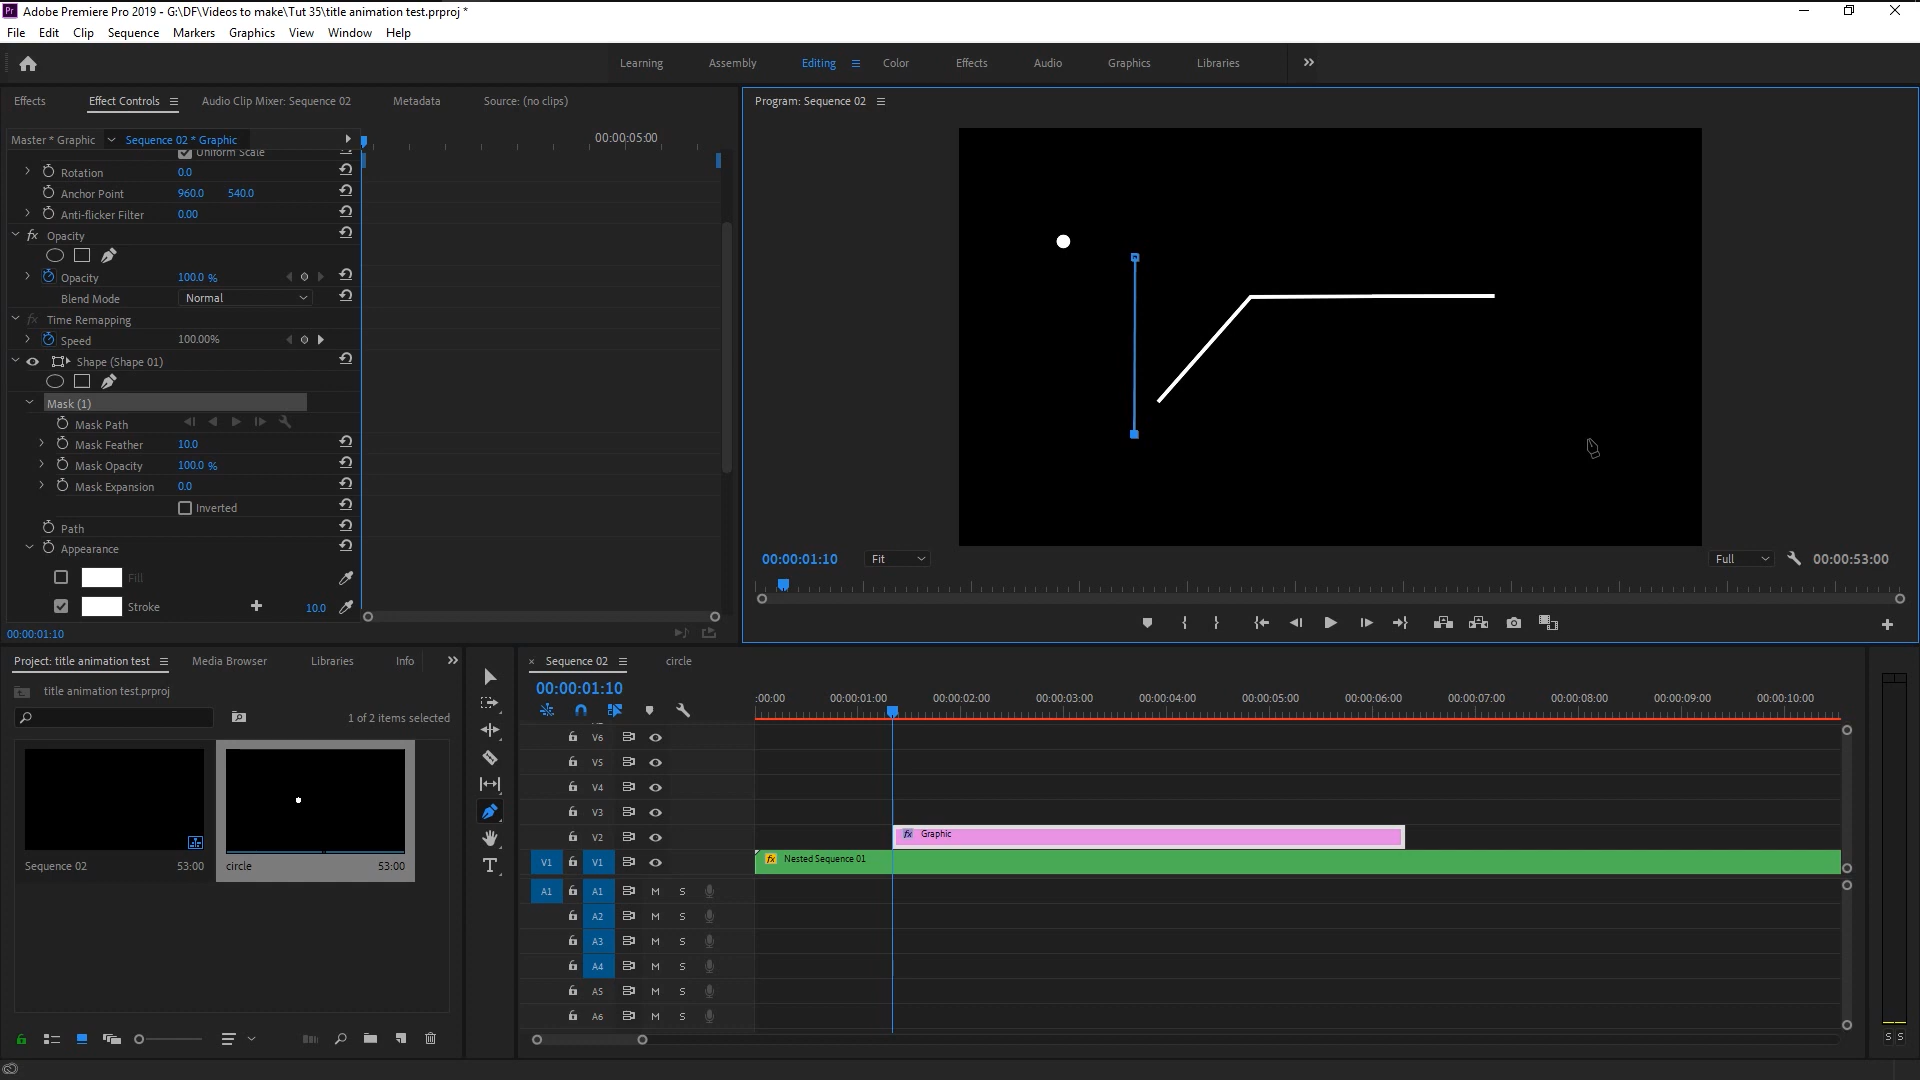 Pr Adobe Premiere Pro 2019 - G:\DF\Videos to make\Tut 35\title animation test.prproj *
File Edit Clip Sequence Markers Graphics View Window Help
Learning Assembly Editing Color Effects Audio Graphics Libraries
Effects Effect Controls Audio Clip Mixer: Sequence 02 Metadata Source: (no clips)
Program: Sequence 02
Master * Graphic Sequence 02 * Graphic
00:00:05:00
Uniform Scale
Rotation 0.0
Anchor Point 960.0 540.0
Anti-flicker Filter 0.00
fx Opacity
Opacity 100.0 %
Blend Mode Normal
fx Time Remapping
Speed 100.00%
Shape (Shape 01)
Mask (1)
Mask Path
Mask Feather 10.0
Mask Opacity 100.0 %
Mask Expansion 0.0
Inverted
Path
Appearance
Fill
Stroke 10.0
00:00:01:10
00:00:01:10 Fit Full 00:00:53:00
Project: title animation test Media Browser Libraries Info
title animation test.prproj
1 of 2 items selected
Sequence 02 53:00
circle 53:00
Sequence 02 circle
00:00:01:10
:00:00 00:00:01:00 00:00:02:00 00:00:03:00 00:00:04:00 00:00:05:00 00:00:06:00 00:00:07:00 00:00:08:00 00:00:09:00 00:00:10:00
V6
V5
V4
V3
V2 fx Graphic
V1 V1 fx Nested Sequence 01
A1 A1 M S
A2 M S
A3 M S
A4 M S
A5 M S
A6 M S
S S